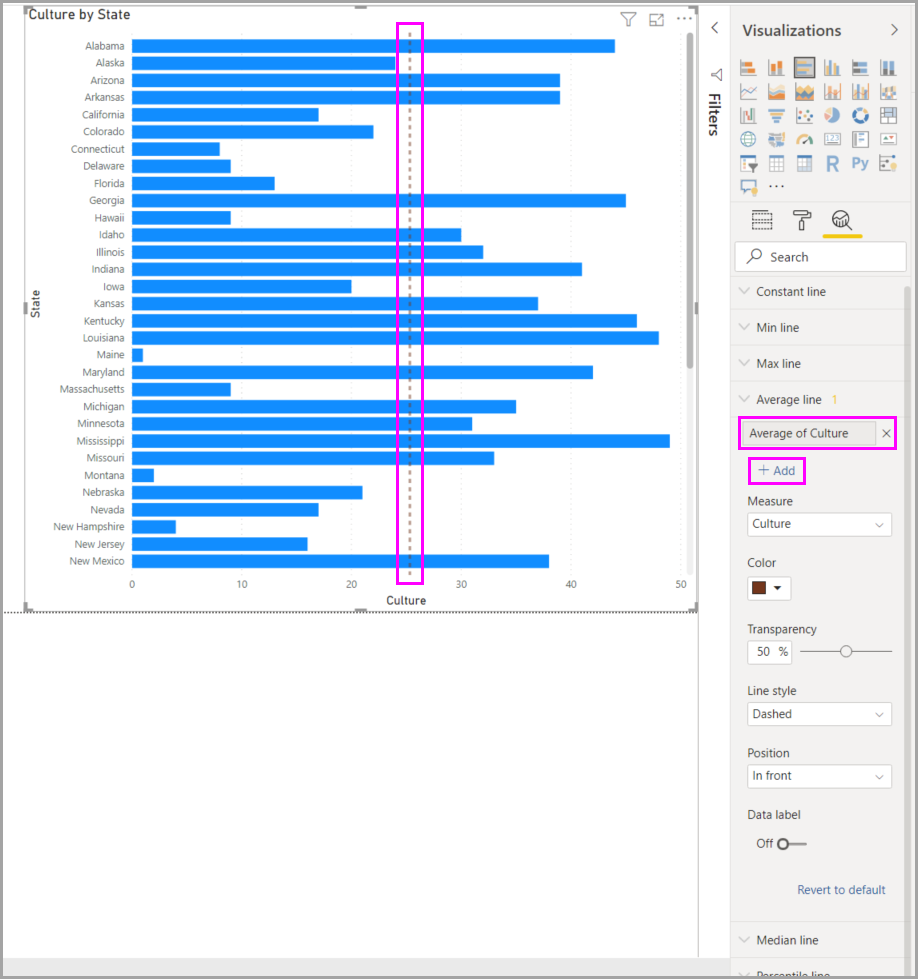 Culture by State
State
Alabama
Alaska
Arizona
Arkansas
California
Colorado
Connecticut
Delaware
Florida
Georgia
Hawaii
Idaho
Illinois
Indiana
Iowa
Kansas
Kentucky
Louisiana
Maine
Maryland
Massachusetts
Michigan
Minnesota
Mississippi
Missouri
Montana
Nebraska
Nevada
New Hampshire
New Jersey
New Mexico
0 10 20 30 40 50
Culture
Filters
Visualizations
123
R Py
Search
Constant line
Min line
Max line
Average line 1
Average of Culture
+ Add
Measure
Culture
Color
Transparency
50 %
Line style
Dashed
Position
In front
Data label
Off
Revert to default
Median line
Percentile line